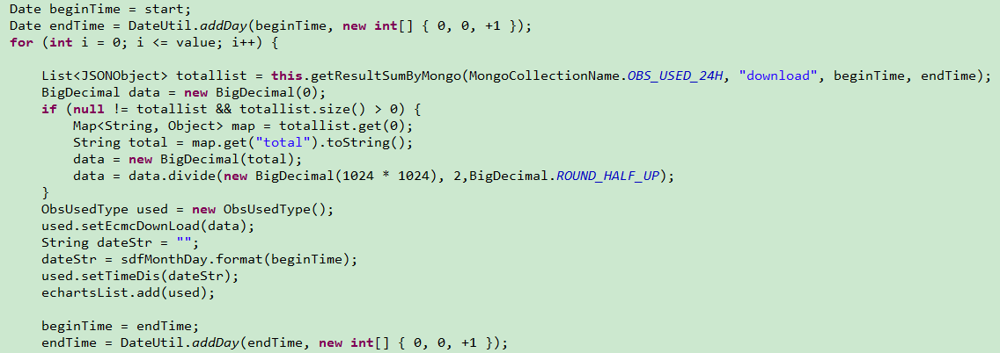 Date beginTime = start;
Date endTime = DateUtil.addDay(beginTime, new int[] { 0, 0, +1 });
for (int i = 0; i <= value; i++) {
List<JSONObject> totallist = this.getResultSumByMongo(MongoCollectionName.OBS_USED_24H, "download", beginTime, endTime);
BigDecimal data = new BigDecimal(0);
if (null != totallist && totallist.size() > 0) {
Map<String, Object> map = totallist.get(0);
String total = map.get("total").toString();
data = new BigDecimal(total);
data = data.divide(new BigDecimal(1024 * 1024), 2,BigDecimal.ROUND_HALF_UP);
}
ObsUsedType used = new ObsUsedType();
used.setEcmcDownLoad(data);
String dateStr = "";
dateStr = sdfMonthDay.format(beginTime);
used.setTimeDis(dateStr);
echartsList.add(used);
beginTime = endTime;
endTime = DateUtil.addDay(endTime, new int[] { 0, 0, +1 });